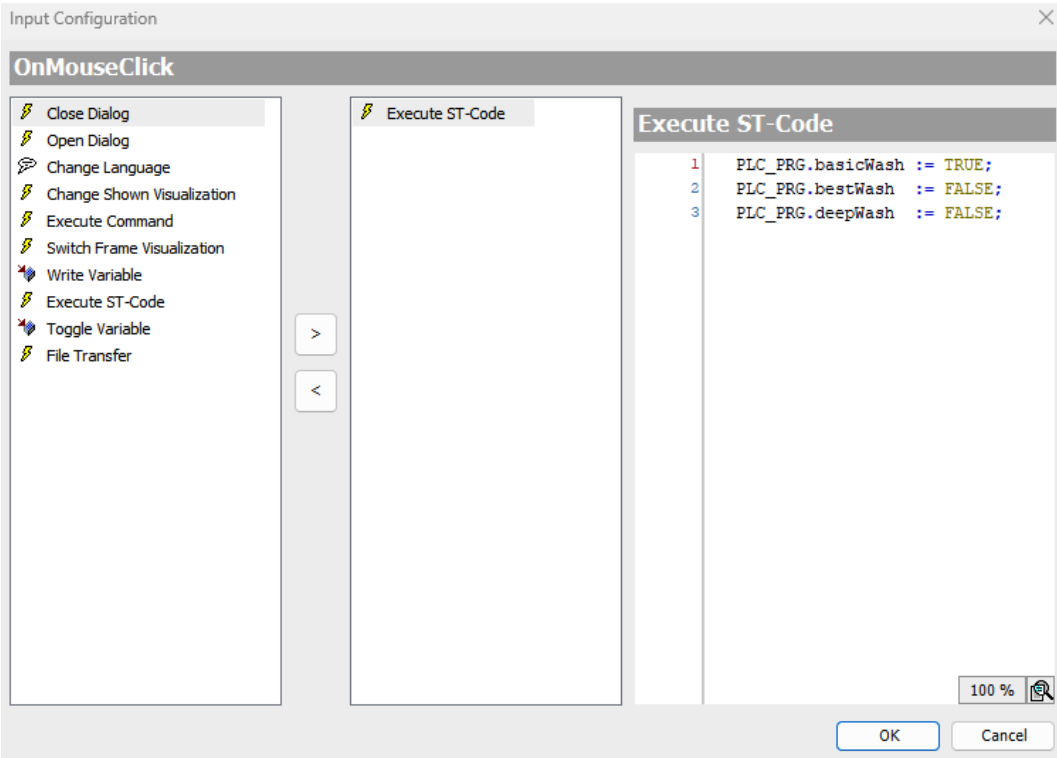 Input Configuration
OnMouseClick
Close Dialog
Open Dialog
Change Language
Change Shown Visualization
Execute Command
Switch Frame Visualization
Write Variable
Execute ST-Code
Toggle Variable
File Transfer
>
<
Execute ST-Code
Execute ST-Code
1 PLC_PRG.basicWash := TRUE;
2 PLC_PRG.bestWash := FALSE;
3 PLC_PRG.deepWash := FALSE;
100 %
OK Cancel